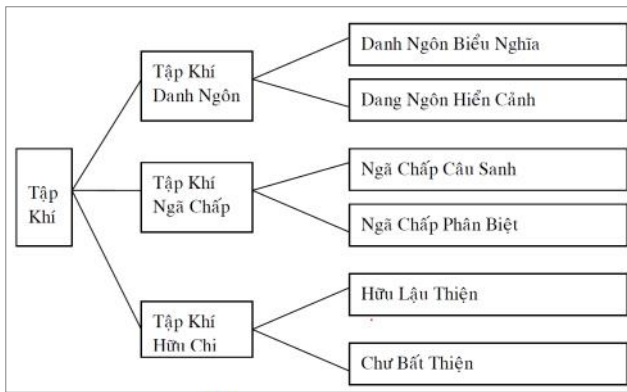 Tập
Khí
Tập Khí
Danh Ngôn
Danh Ngôn Biểu Nghĩa
Dang Ngôn Hiển Cảnh
Tập Khí
Ngã Chấp
Ngã Chấp Câu Sanh
Ngã Chấp Phân Biệt
Tập Khí
Hữu Chi
Hữu Lậu Thiện
Chư Bất Thiện